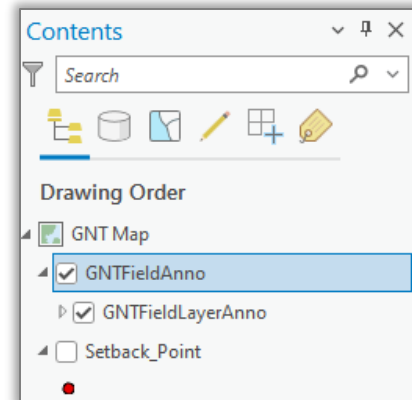 Contents
Search
Drawing Order
GNT Map
GNTFieldAnno
GNTFieldLayerAnno
Setback_Point